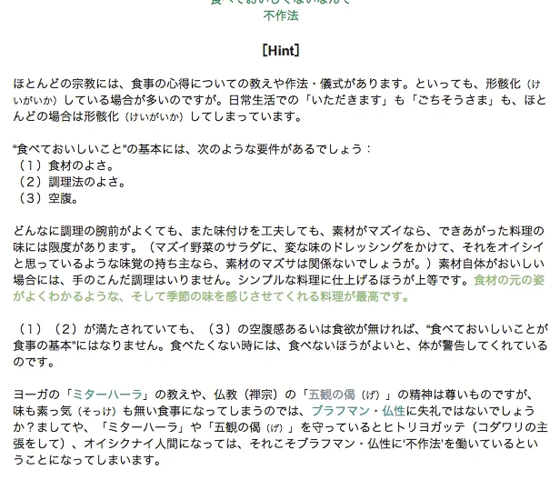 食べておいしくないなんて
不作法
［Hint］
ほとんどの宗教には、食事の心得についての教えや作法・儀式があります。といっても、形骸化（け
いがいか）している場合が多いのですが。日常生活での「いただきます」も「ごちそうさま」も、ほと
んどの場合は形骸化（けいがいか）してしまっています。
“食べておいしいこと”の基本には、次のような要件があるでしょう：
（１）食材のよさ。
（２）調理法のよさ。
（３）空腹。
どんなに調理の腕前がよくても、また味付けを工夫しても、素材がマズイなら、できあがった料理の
味には限度があります。（マズイ野菜のサラダに、変な味のドレッシングをかけて、それをオイシイ
と思っているような味覚の持ち主なら、素材のマズサは関係ないでしょうが。）素材自体がおいしい
場合には、手のこんだ調理はいりません。シンプルな料理に仕上げるほうが上等です。食材の元の姿
がよくわかるような、そして季節の味を感じさせてくれる料理が最高です。
（１）（２）が満たされていても、（３）の空腹感あるいは食欲が無ければ、“食べておいしいことが
食事の基本”にはなりません。食べたくない時には、食べないほうがよいと、体が警告してくれている
のです。
ヨーガの「ミターハーラ」の教えや、仏教（禅宗）の「五観の偈（げ）」の精神は尊いものですが、
味も素っ気（そっけ）も無い食事になってしまうのでは、ブラフマン・仏性に失礼ではないでしょう
か？ましてや、「ミターハーラ」や「五観の偈（げ）」を守っているとヒトリヨガッテ（コダワリの主
張をして）、オイシクナイ人間になっては、それこそブラフマン・仏性に‘不作法’を働いているとい
うことになってしまいます。